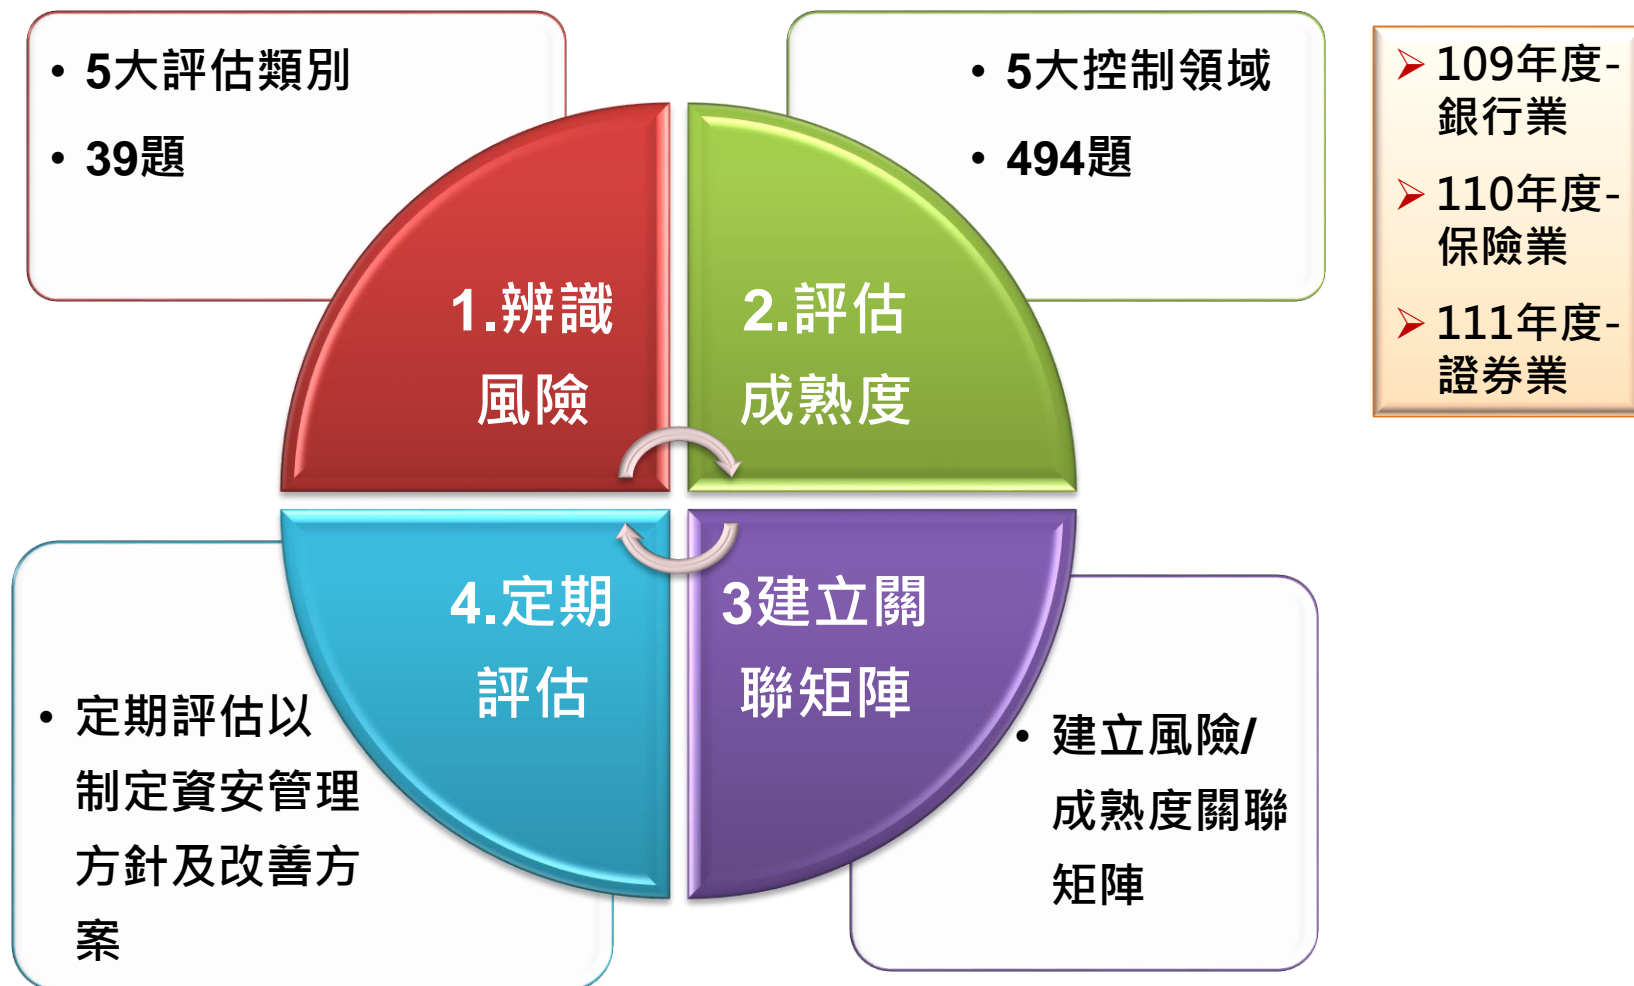 • 5大評估類別
• 39題
• 5大控制領域
• 494題
➢ 109年度-
銀行業
➢ 110年度-
保險業
➢ 111年度-
證券業
1.辨識
風險
2.評估
成熟度
4.定期
評估
3建立關
聯矩陣
• 定期評估以
制定資安管理
方針及改善方
案
• 建立風險/
成熟度關聯
矩陣